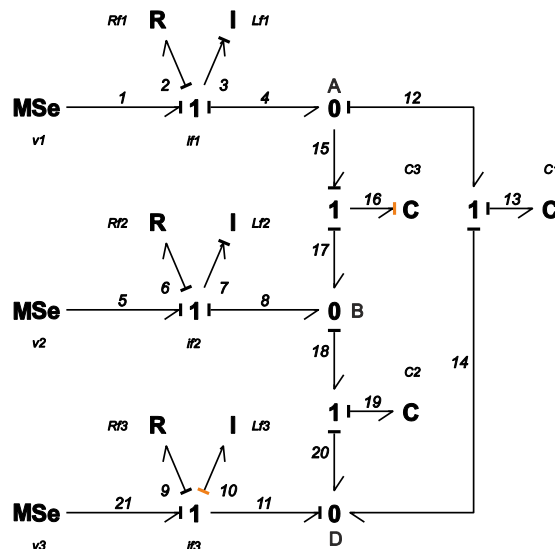 Rf1 R I Lf1
2 3
A
MSe 1 1 4 0 12
v1 if1
15
C3 C1
1 16 C 1 13 C
Rf2 R I Lf2
17
6 7
MSe 5 1 8 0 B
v2 if2
18 14
C2
1 19 C
Rf3 R I Lf3
20
9 10
MSe 21 1 11 0
v3 if3 D